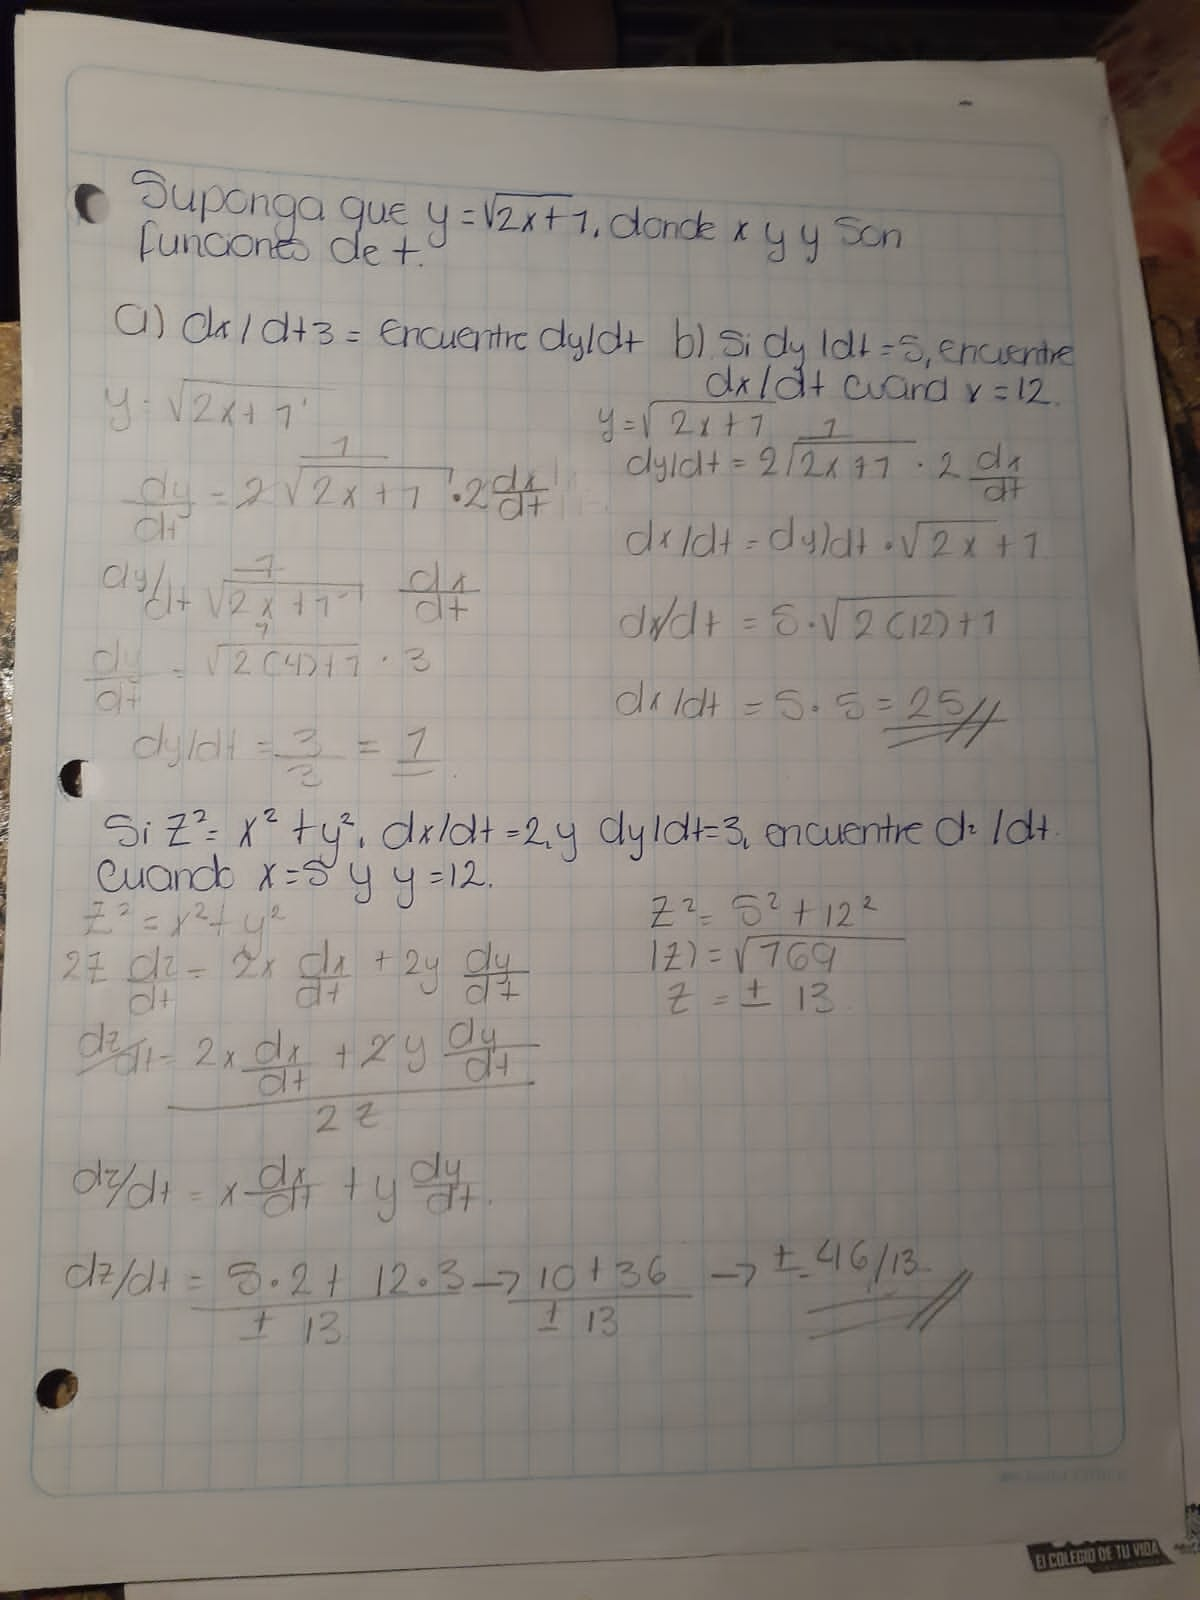 Suponga que y = √2x+1, donde x y y son
funciones de t.
a) dx/dt3 = encuentre dy/dt
b) Si dy/dt = 5, encuentre
dx/dt cuand x = 12.
y = √2x+1
dy/dt = 1/2√2x+1 · 2 dx/dt
dy/dt 1/√2x+1 dx/dt
dy/dt = 1/√2(4)+1 · 3
dy/dt = 3/3 = 1
y = √2x+1
dy/dt = 1/2√2x+1 · 2 dx/dt
dx/dt = dy/dt · √2x+1
dx/dt = 5·√2(12)+1
dx/dt = 5·5 = 25
Si z² = x² + y², dx/dt = 2, y dy/dt = 3, encuentre dz/dt.
Cuando x = 5 y y = 12.
z² = x² + y²
2z dz/dt = 2x dx/dt + 2y dy/dt
dz/dt = 2x dx/dt + 2y dy/dt / 2z
dz/dt = x dx/dt + y dy/dt.
z² = 5² + 12²
|z| = √169
z = ± 13
dz/dt = 5·2 + 12·3 / ± 13 → 10 + 36 / ± 13 → ± 46/13
El COLEGIO DE TU VIDA